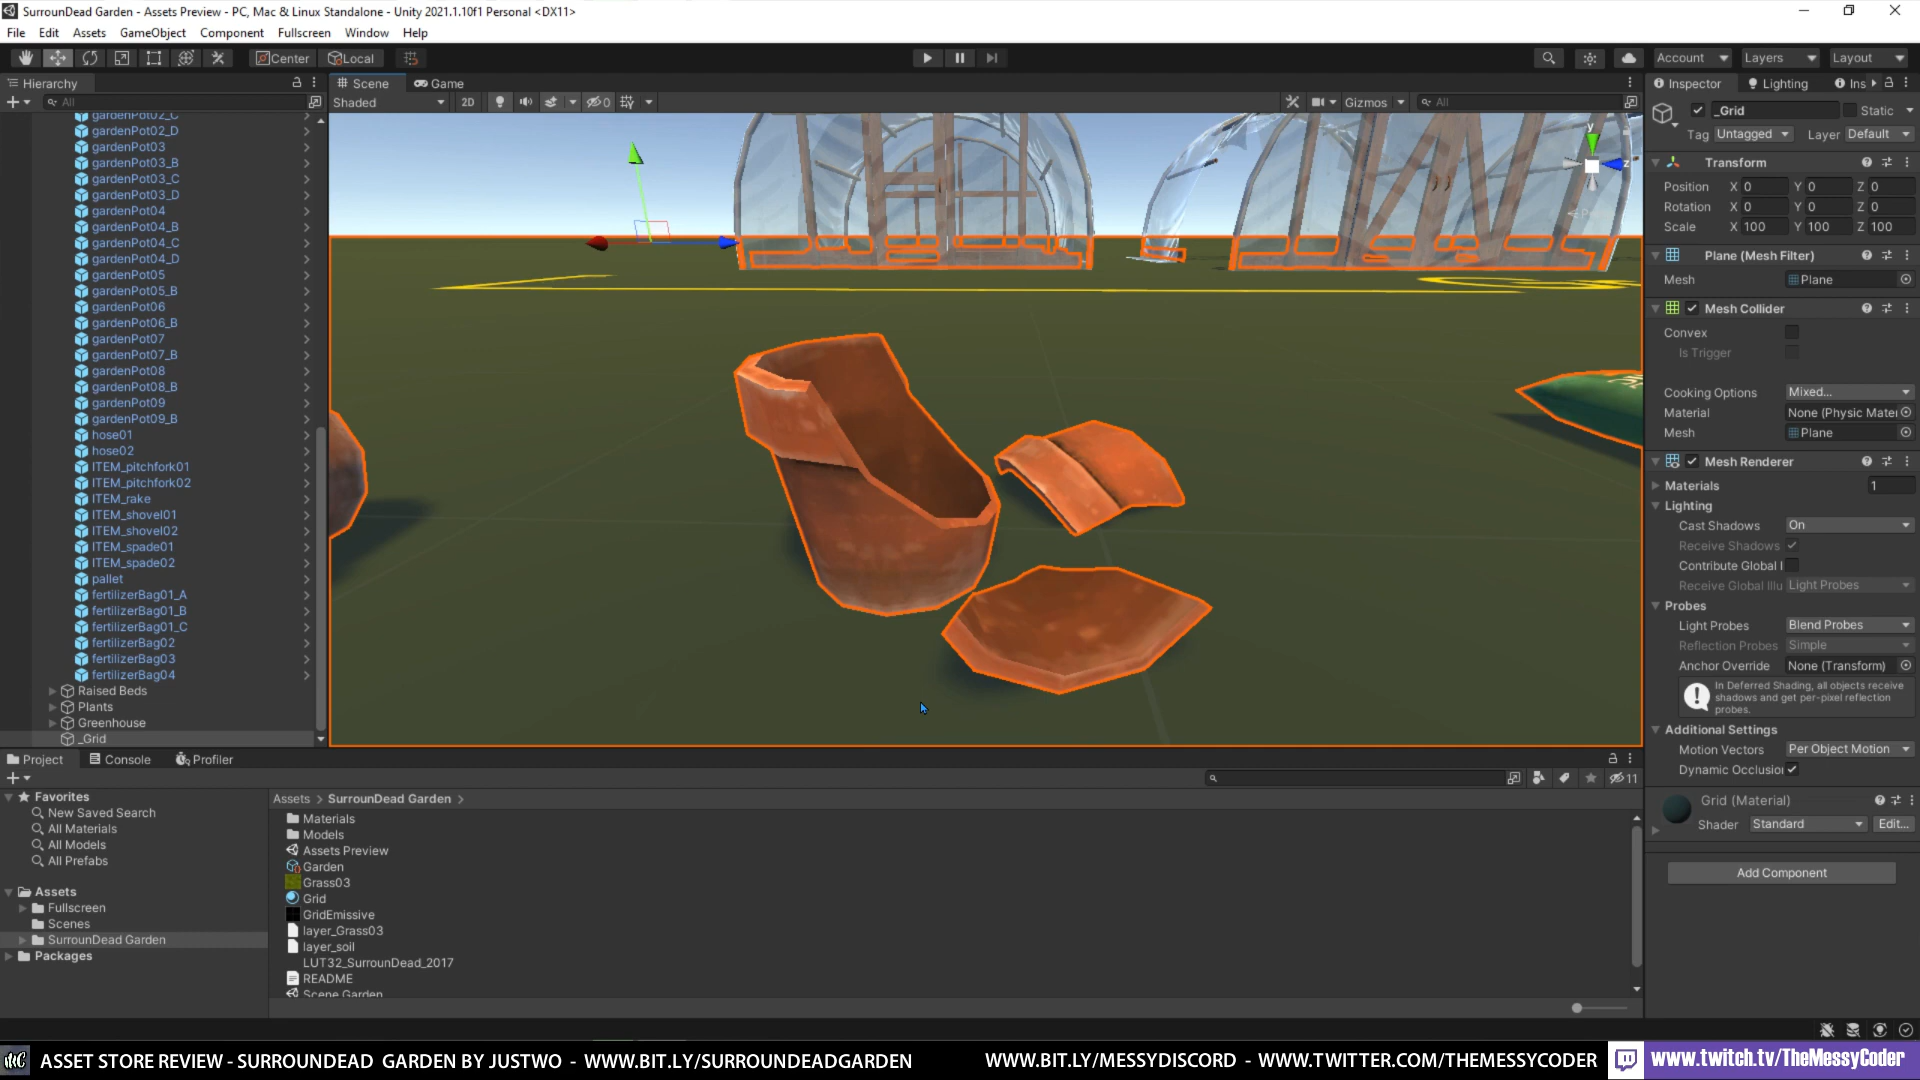 SurrounDead Garden - Assets Preview - PC, Mac & Linux Standalone - Unity 2021.1.10f1 Personal <DX11>
File Edit Assets GameObject Component Fullscreen Window Help
Center Local Account Layers Layout
Hierarchy
All
gardenPot02_C
gardenPot02_D
gardenPot03
gardenPot03_B
gardenPot03_C
gardenPot03_D
gardenPot04
gardenPot04_B
gardenPot04_C
gardenPot04_D
gardenPot05
gardenPot05_B
gardenPot06
gardenPot06_B
gardenPot07
gardenPot07_B
gardenPot08
gardenPot08_B
gardenPot09
gardenPot09_B
hose01
hose02
ITEM_pitchfork01
ITEM_pitchfork02
ITEM_rake
ITEM_shovel01
ITEM_shovel02
ITEM_spade01
ITEM_spade02
pallet
fertilizerBag01_A
fertilizerBag01_B
fertilizerBag01_C
fertilizerBag02
fertilizerBag03
fertilizerBag04
Raised Beds
Plants
Greenhouse
_Grid
Scene Game
Shaded 2D 0 Gizmos All
y
z
Inspector Lighting Ins
_Grid Static
Tag Untagged Layer Default
Transform
Position X 0 Y 0 Z 0
Rotation X 0 Y 0 Z 0
Scale X 100 Y 100 Z 100
Plane (Mesh Filter)
Mesh Plane
Mesh Collider
Convex
Is Trigger
Cooking Options Mixed...
Material None (Physic Mater
Mesh Plane
Mesh Renderer
Materials 1
Lighting
Cast Shadows On
Receive Shadows
Contribute Global I
Receive Global Illu Light Probes
Probes
Light Probes Blend Probes
Reflection Probes Simple
Anchor Override None (Transform)
In Deferred Shading, all objects receive
shadows and get per-pixel reflection
probes.
Additional Settings
Motion Vectors Per Object Motion
Dynamic Occlusion
Grid (Material)
Shader Standard Edit...
Add Component
Project Console Profiler
11
Favorites
New Saved Search
All Materials
All Models
All Prefabs
Assets
Fullscreen
Scenes
SurrounDead Garden
Packages
Assets > SurrounDead Garden >
Materials
Models
Assets Preview
Garden
Grass03
Grid
GridEmissive
layer_Grass03
layer_soil
LUT32_SurrounDead_2017
README
Scene Garden
MC ASSET STORE REVIEW - SURROUNDEAD GARDEN BY JUSTWO - WWW.BIT.LY/SURROUNDEADGARDEN WWW.BIT.LY/MESSYDISCORD - WWW.TWITTER.COM/THEMESSYCODER www.twitch.tv/TheMessyCoder